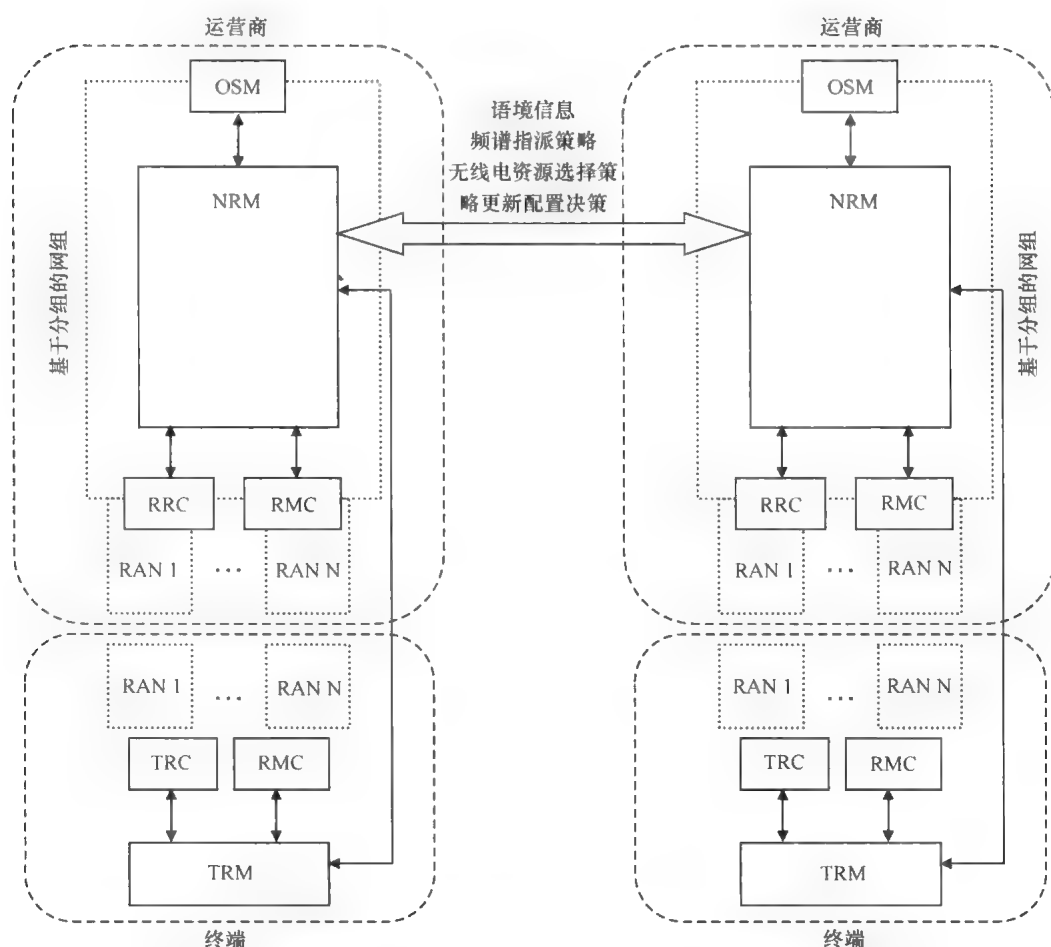 运营商
运营商
OSM
OSM
语境信息
频谱指派策略
无线电资源选择策
略更新配置决策
NRM
NRM
基于分组的网组
基于分组的网组
RRC
RMC
RRC
RMC
RAN 1
...
RAN N
RAN 1
...
RAN N
RAN 1
...
RAN N
RAN 1
...
RAN N
TRC
RMC
TRC
RMC
TRM
TRM
终端
终端